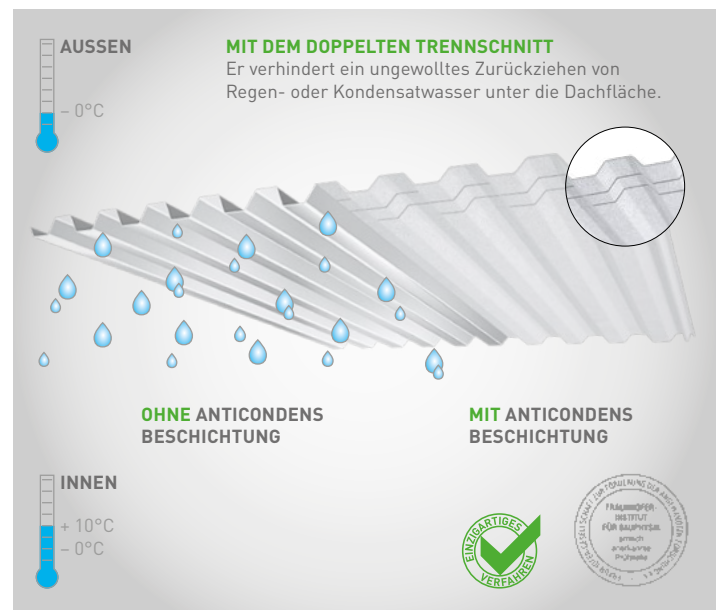 AUSSEN
– 0°C
MIT DEM DOPPELTEN TRENNSCHNITT
Er verhindert ein ungewolltes Zurückziehen von
Regen- oder Kondensatwasser unter die Dachfläche.
OHNE ANTICONDENS
BESCHICHTUNG
MIT ANTICONDENS
BESCHICHTUNG
INNEN
+ 10°C
– 0°C
EINZIGARTIGES
VERFAHREN
INSTITUT
FÜR BAUPHYSIK